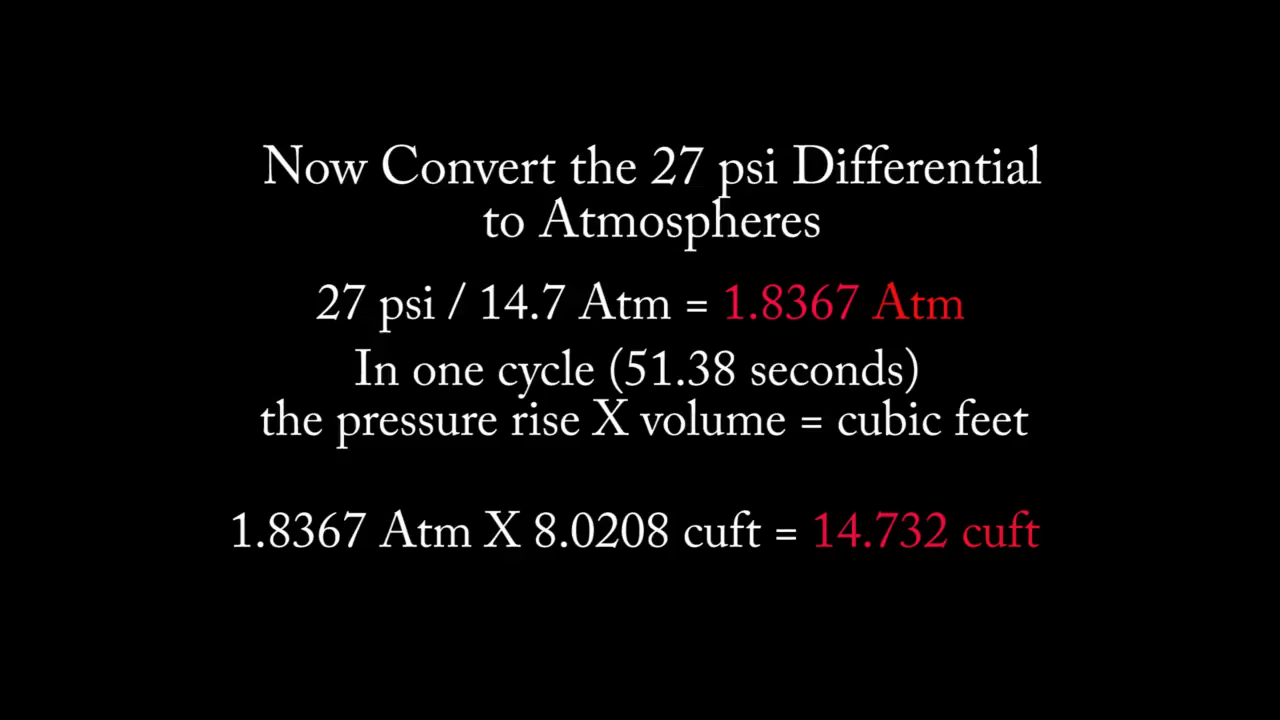 Now Convert the 27 psi Differential
to Atmospheres
27 psi / 14.7 Atm = 1.8367 Atm
In one cycle (51.38 seconds)
the pressure rise X volume = cubic feet
1.8367 Atm X 8.0208 cuft = 14.732 cuft